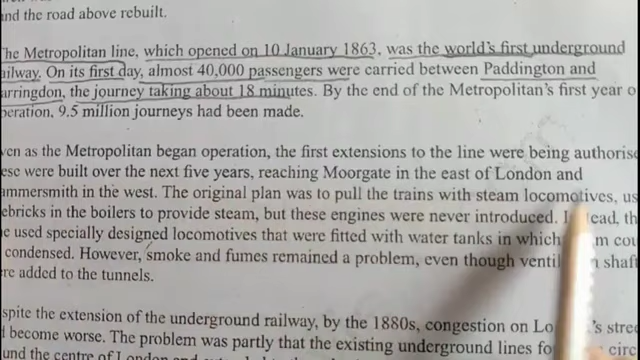 and the road above rebuilt.
The Metropolitan line, which opened on 10 January 1863, was the world's first underground
ailway. On its first day, almost 40,000 passengers were carried between Paddington and
arringdon, the journey taking about 18 minutes. By the end of the Metropolitan's first year o
peration, 9.5 million journeys had been made.
ven as the Metropolitan began operation, the first extensions to the line were being authorise
ese were built over the next five years, reaching Moorgate in the east of London and
ammersmith in the west. The original plan was to pull the trains with steam locomotives, us
ebricks in the boilers to provide steam, but these engines were never introduced. I tead, th
e used specially designed locomotives that were fitted with water tanks in which m cou
condensed. However, smoke and fumes remained a problem, even though ventil n shaft
re added to the tunnels.
spite the extension of the underground railway, by the 1880s, congestion on Lo 's stree
become worse. The problem was partly that the existing underground lines fo circ
und the centre of London and